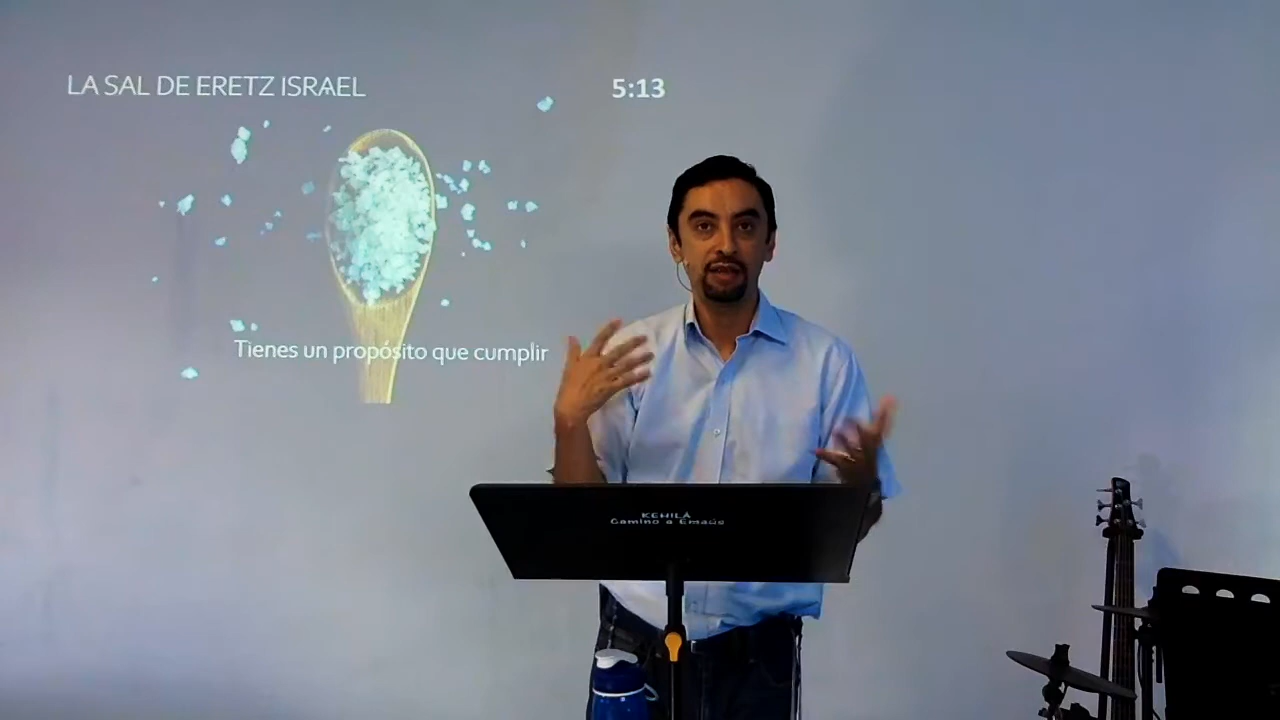 LA SAL DE ERETZ ISRAEL
5:13
Tienes un propósito que cumplir
KEHILÁ
Camino a Emaús